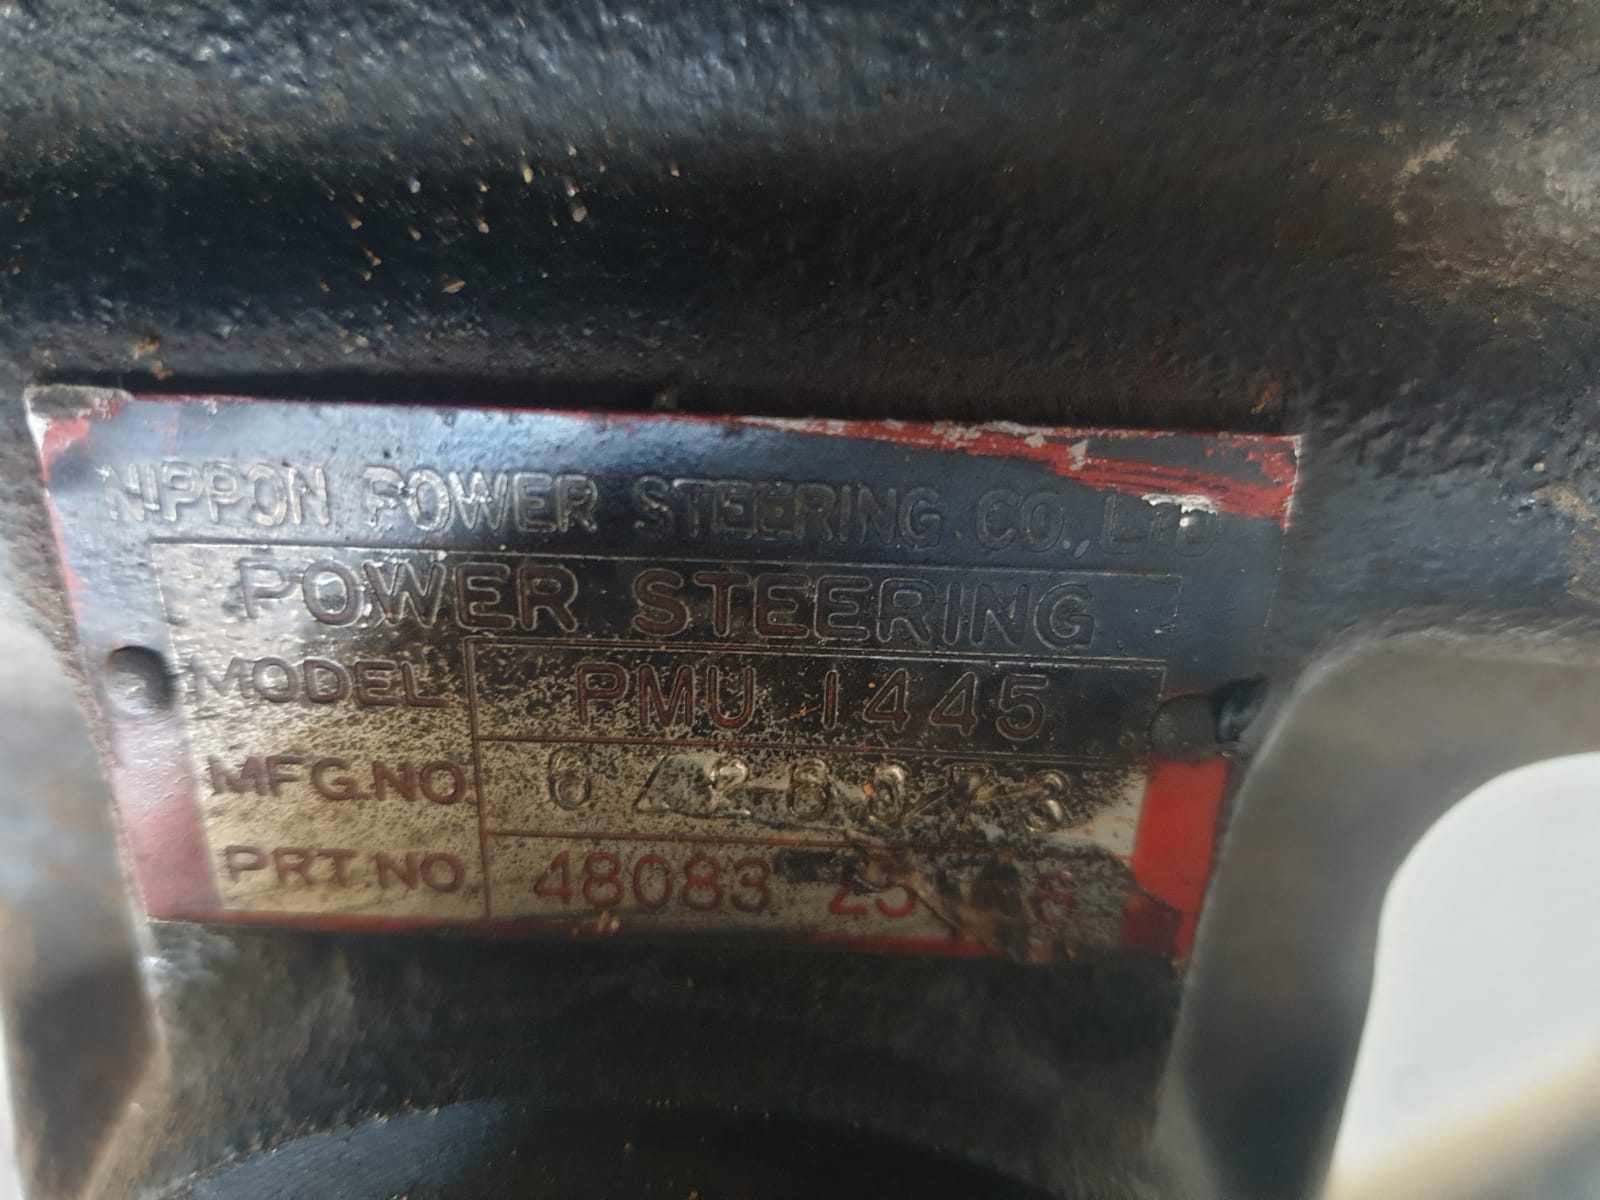 NIPPON POWER STEERING CO., LTD
POWER STEERING
MODEL PMU 1445
MFG.NO.
PRT.NO 48083